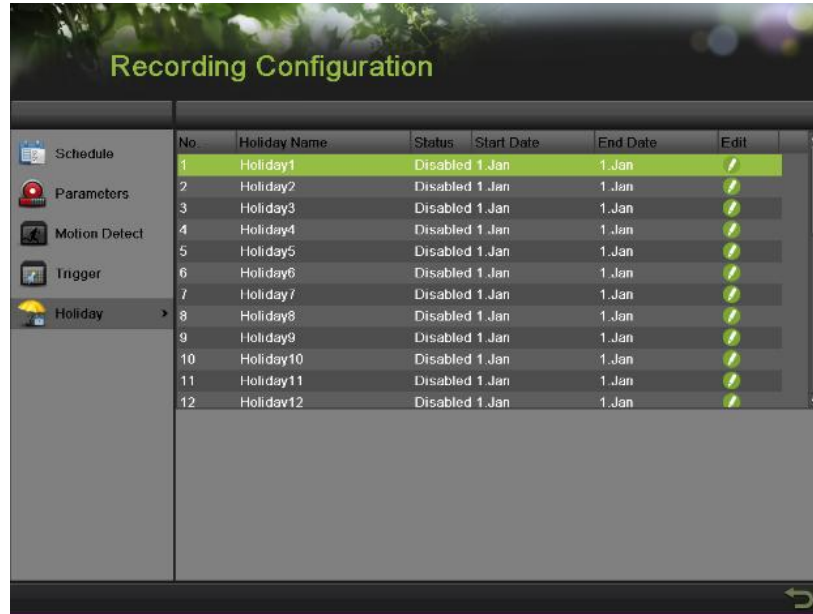 Recording Configuration
Schedule
Parameters
Motion Detect
Trigger
Holiday
No. Holiday Name Status Start Date End Date Edit
1 Holiday1 Disabled 1.Jan 1.Jan
2 Holiday2 Disabled 1.Jan 1.Jan
3 Holiday3 Disabled 1.Jan 1.Jan
4 Holiday4 Disabled 1.Jan 1.Jan
5 Holiday5 Disabled 1.Jan 1.Jan
6 Holiday6 Disabled 1.Jan 1.Jan
7 Holiday7 Disabled 1.Jan 1.Jan
8 Holiday8 Disabled 1.Jan 1.Jan
9 Holiday9 Disabled 1.Jan 1.Jan
10 Holiday10 Disabled 1.Jan 1.Jan
11 Holiday11 Disabled 1.Jan 1.Jan
12 Holiday12 Disabled 1.Jan 1.Jan